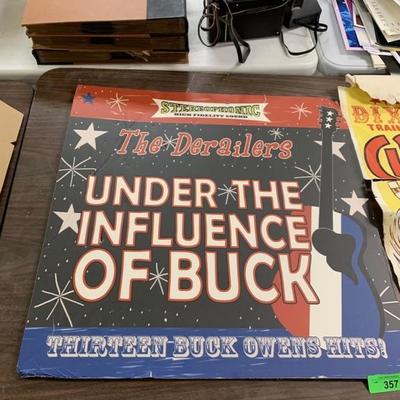 STEREOPHONIC
HIGH FIDELITY SOUND
The Derailers
UNDER THE
INFLUENCE
OF BUCK
THIRTEEN BUCK OWENS HITS!
357